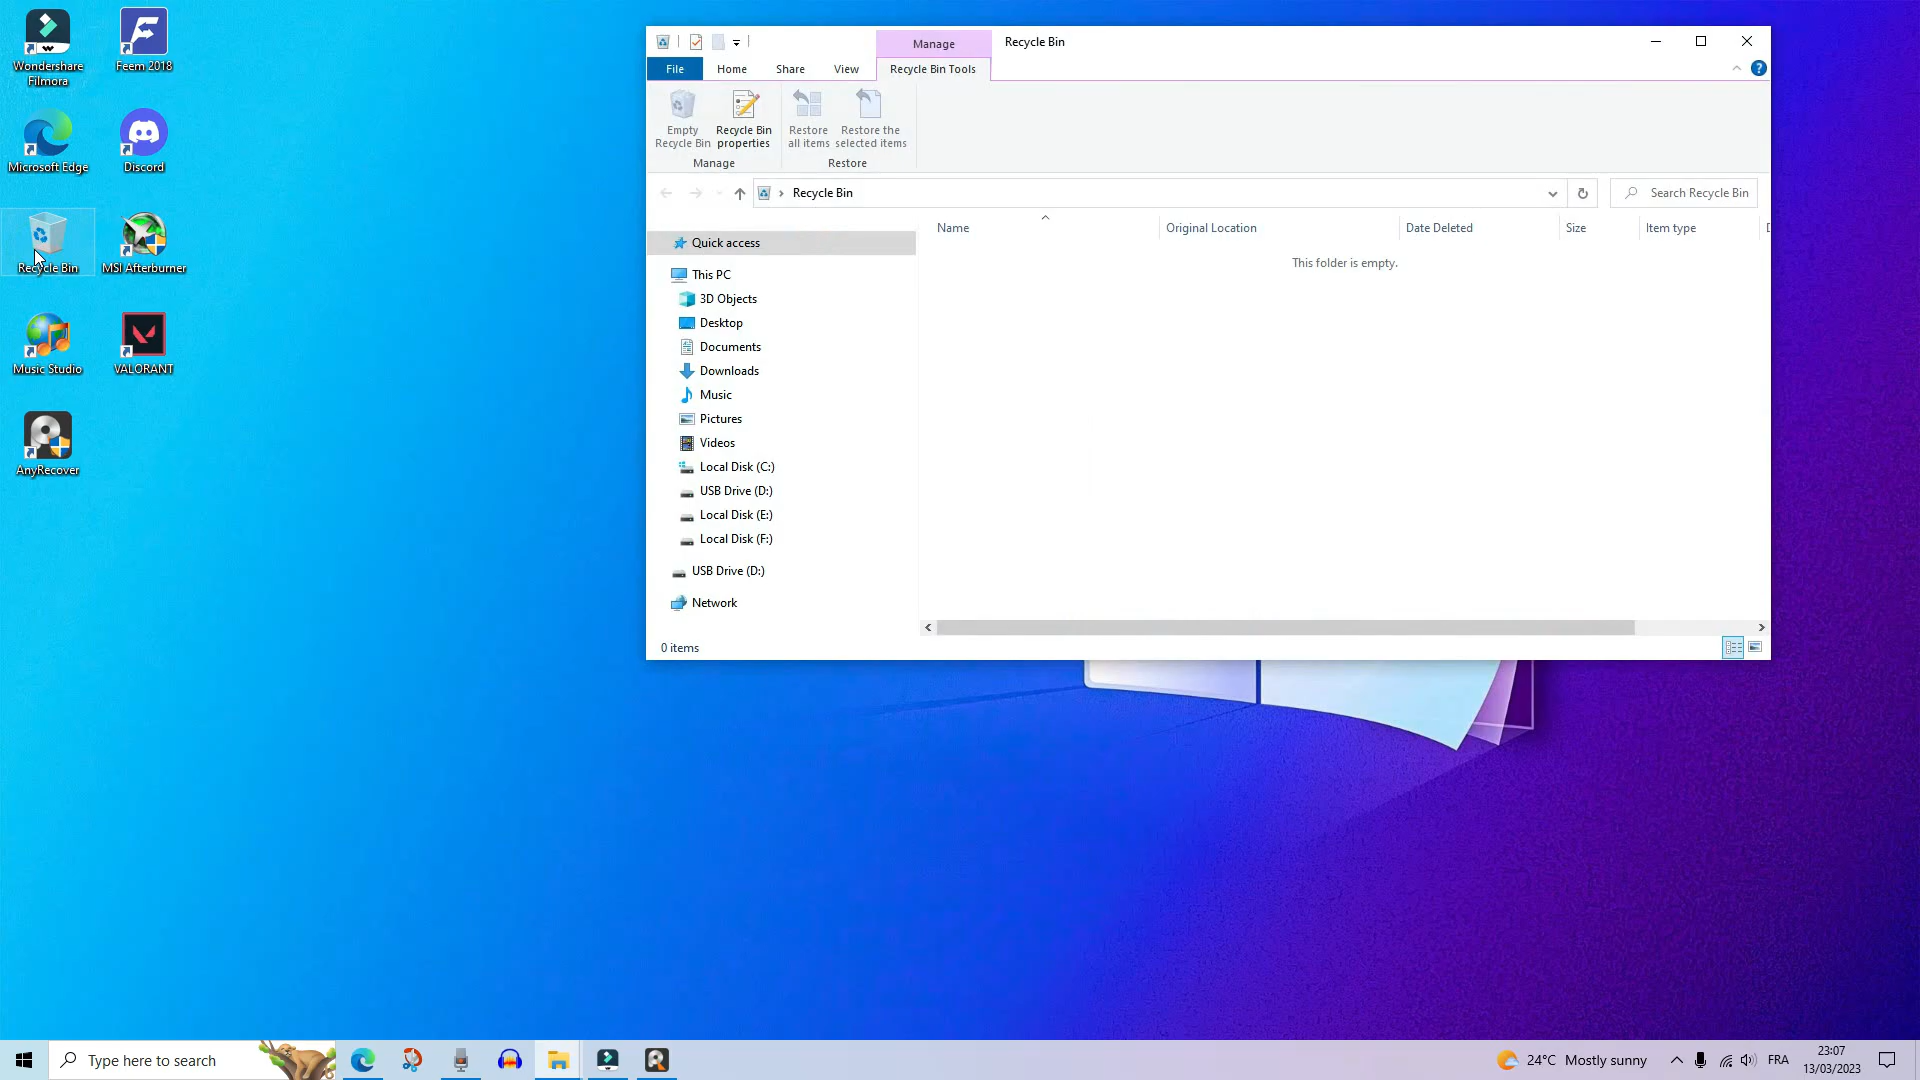 Wondershare
Filmora
Feem 2018
Microsoft Edge
Discord
Recycle Bin
MSI Afterburner
Music Studio
VALORANT
AnyRecover
Manage
Recycle Bin
File
Home
Share
View
Recycle Bin Tools
Empty
Recycle Bin
Recycle Bin
properties
Restore
all items
Restore the
selected items
Manage
Restore
Recycle Bin
Search Recycle Bin
Name
Original Location
Date Deleted
Size
Item type
This folder is empty.
Quick access
This PC
3D Objects
Desktop
Documents
Downloads
Music
Pictures
Videos
Local Disk (C:)
USB Drive (D:)
Local Disk (E:)
Local Disk (F:)
USB Drive (D:)
Network
0 items
Type here to search
24°C Mostly sunny
FRA
23:07
13/03/2023